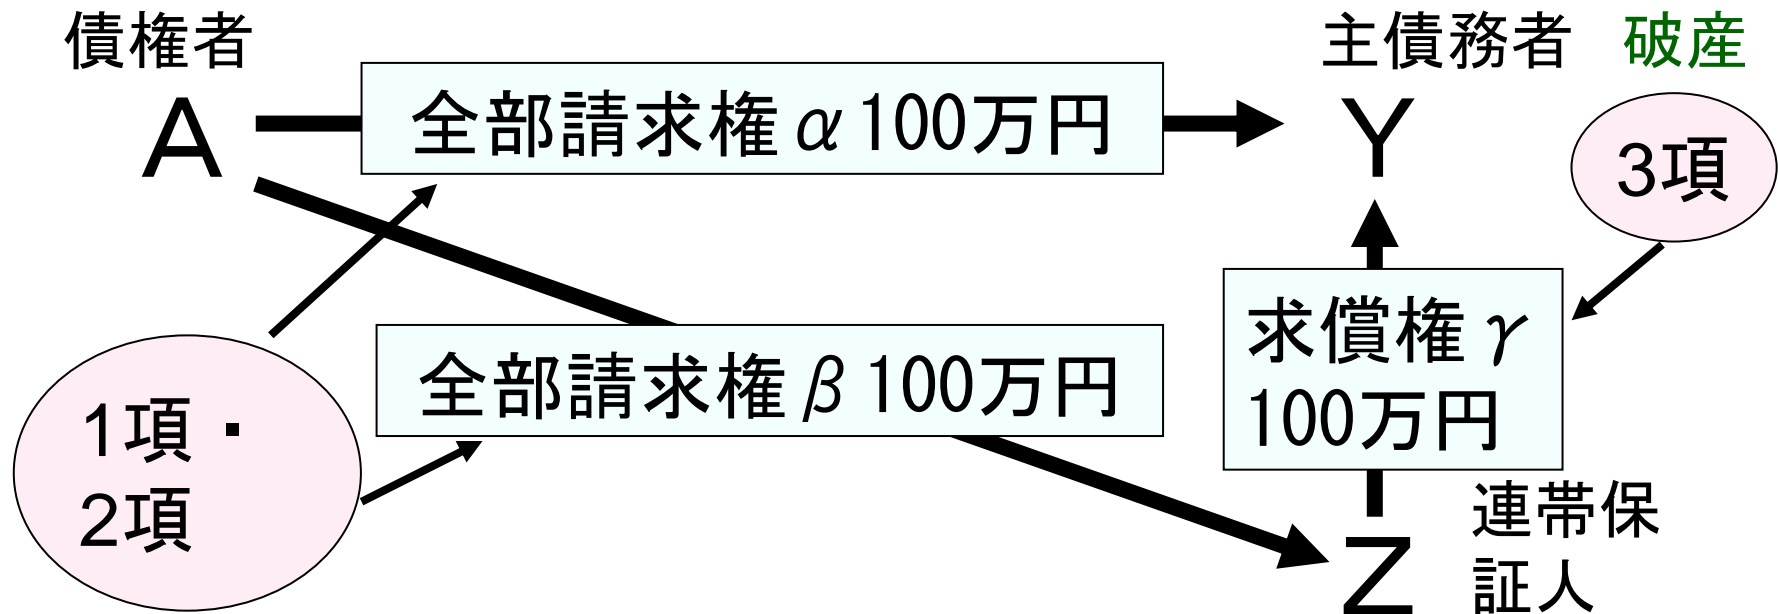 債権者
主債務者 破産
A
全部請求権α100万円
Y
3項
全部請求権β100万円
求償権γ
100万円
1項・
2項
連帯保
証人
Z